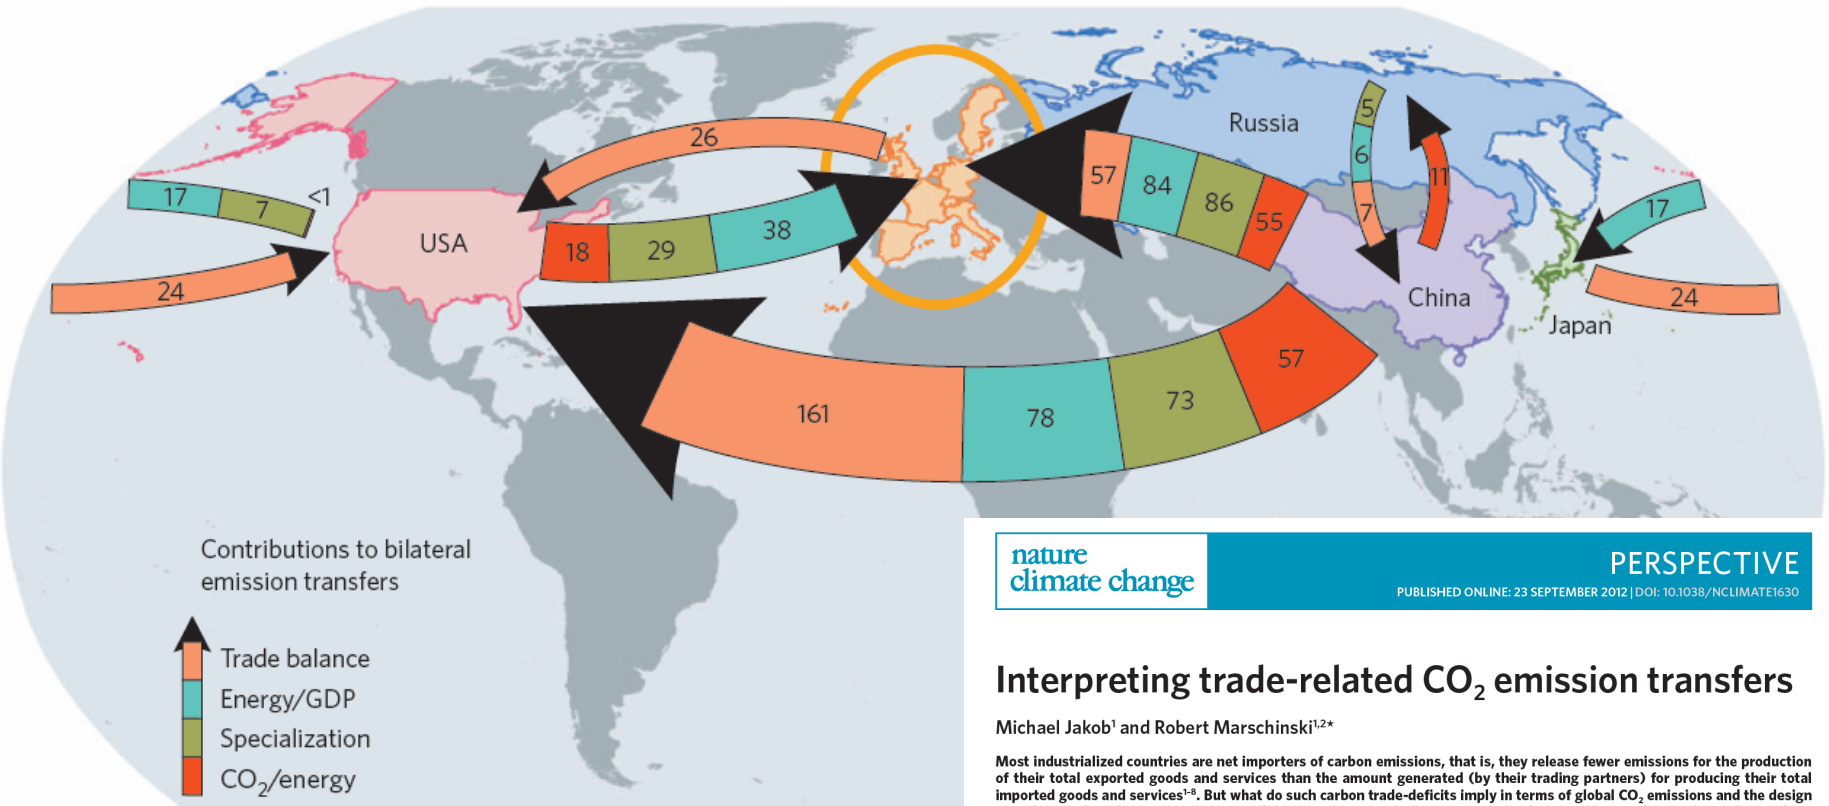 26
57
84
86
55
Russia
5
6
7
11
17
7
<1
17
USA
18
29
38
24
China
24
Japan
161
78
73
57
Contributions to bilateral
emission transfers
Trade balance
Energy/GDP
Specialization
CO₂/energy
nature
climate change
PERSPECTIVE
PUBLISHED ONLINE: 23 SEPTEMBER 2012 | DOI: 10.1038/NCLIMATE1630
Interpreting trade-related CO₂ emission transfers
Michael Jakob¹ and Robert Marschinski¹,²*
Most industrialized countries are net importers of carbon emissions, that is, they release fewer emissions for the production
of their total exported goods and services than the amount generated (by their trading partners) for producing their total
imported goods and services¹⁻⁸. But what do such carbon trade-deficits imply in terms of global CO₂ emissions and the design